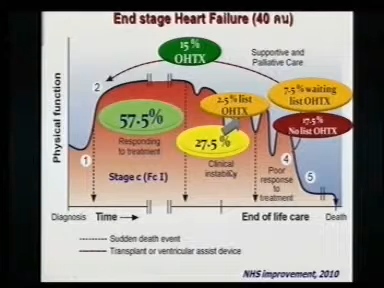 End stage Heart Failure (40 คน)
15 %
OHTX
Supportive and
Palliative Care
Physical function
2
57.5%
Responding
to treatment
2.5% list
OHTX
7.5% waiting
list OHTX
17.5%
No list OHTX
27.5%
Clinical
instability
1
Stage c (Fc I)
4
Poor
response
to
treatment
5
Diagnosis
Time
End of life care
Death
Sudden death event
Transplant or ventricular assist device
NHS improvement, 2010